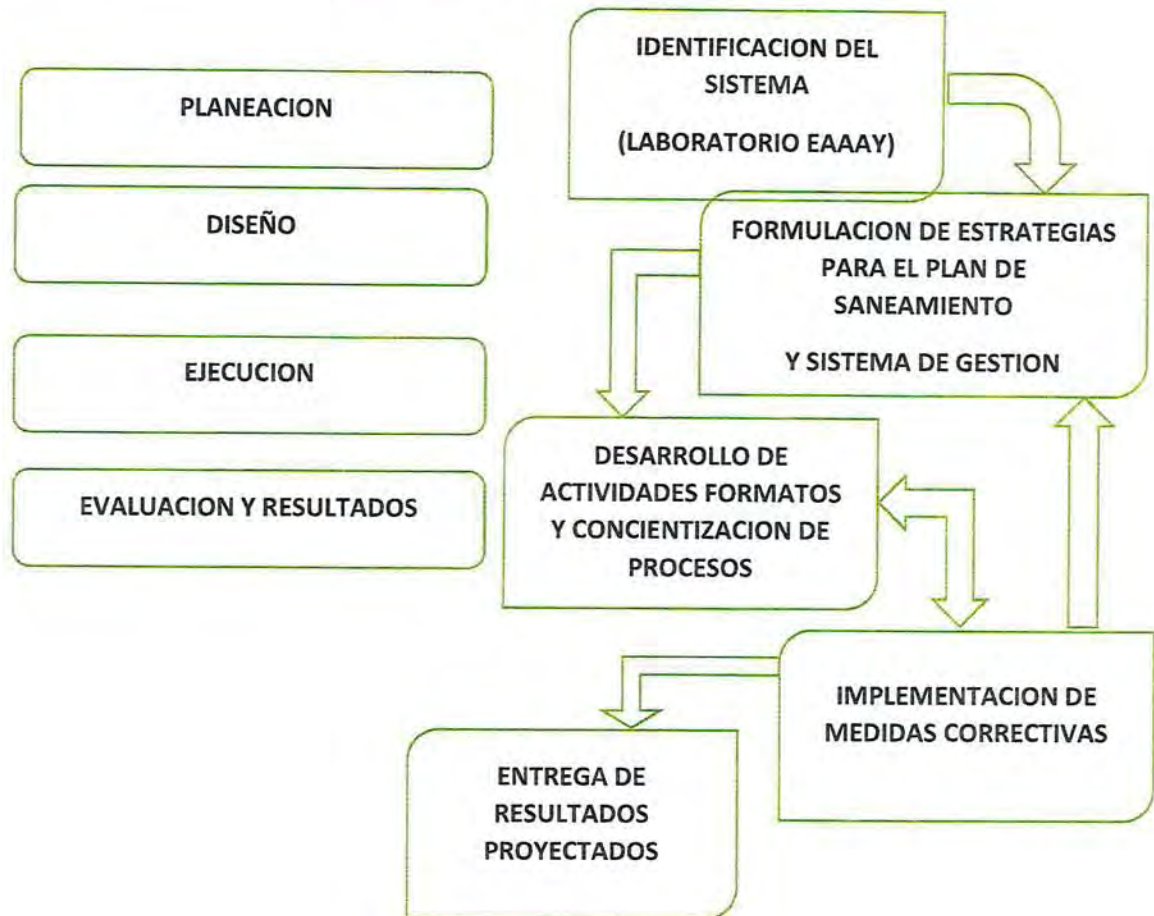 PLANEACION
DISEÑO
EJECUCION
EVALUACION Y RESULTADOS
IDENTIFICACION DEL
SISTEMA
(LABORATORIO EAAAY)
FORMULACION DE ESTRATEGIAS
PARA EL PLAN DE
SANEAMIENTO
Y SISTEMA DE GESTION
DESARROLLO DE
ACTIVIDADES FORMATOS
Y CONCIENTIZACION DE
PROCESOS
IMPLEMENTACION DE
MEDIDAS CORRECTIVAS
ENTREGA DE
RESULTADOS
PROYECTADOS